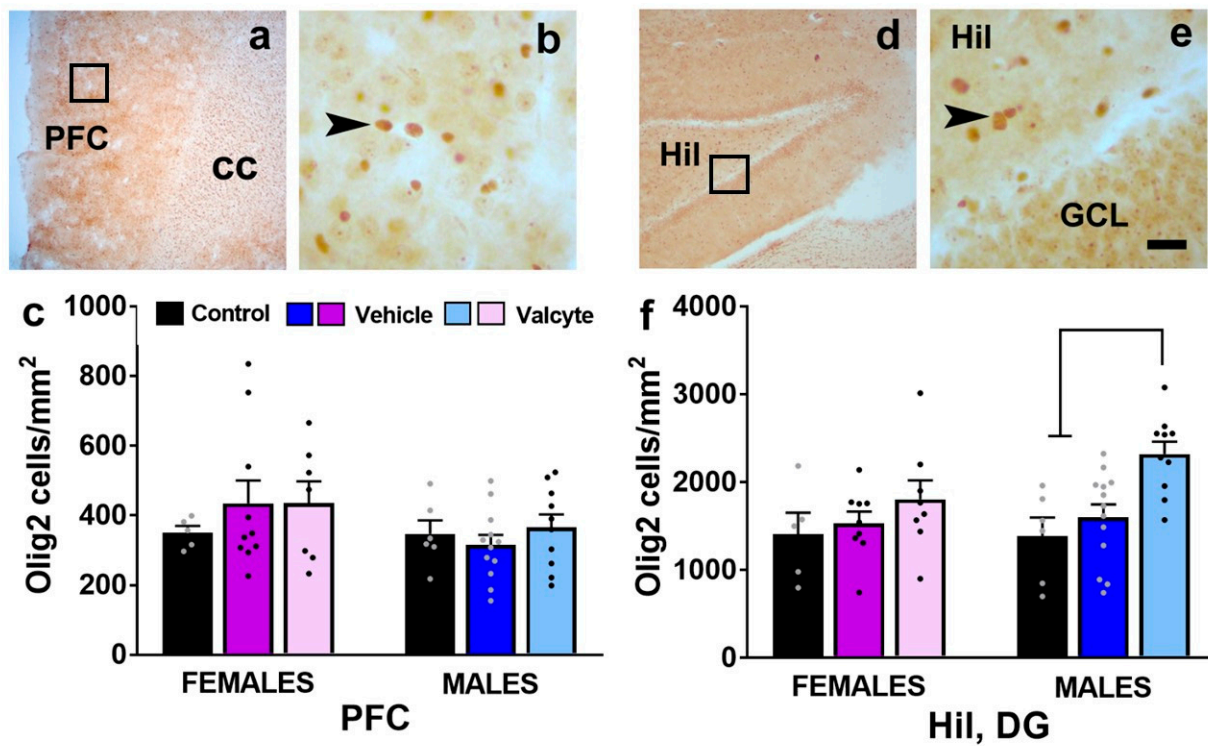 a
PFC
CC
b
d
Hil
Hil
e
GCL
c
Control
Vehicle
Valcyte
Olig2 cells/mm²
1000
800
600
400
200
0
FEMALES
MALES
PFC
f
Olig2 cells/mm²
4000
3000
2000
1000
0
FEMALES
MALES
Hil, DG